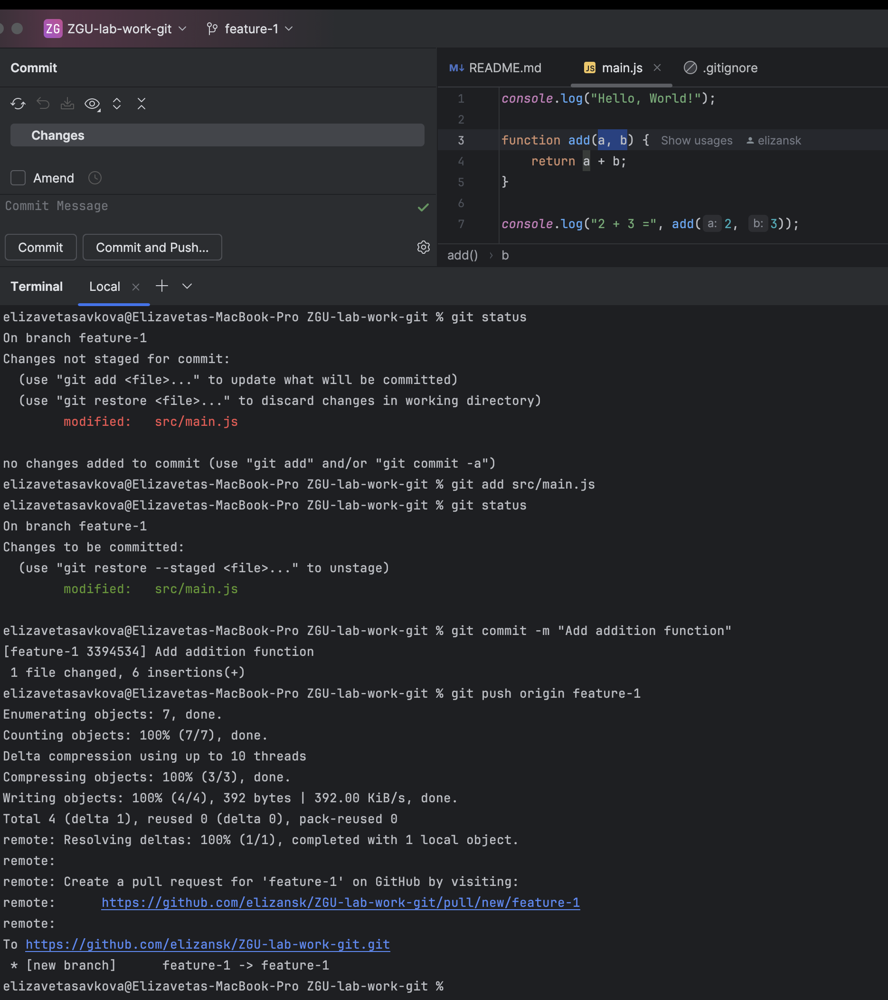 ZG ZGU-lab-work-git feature-1
Commit
Changes
Amend
Commit Message
Commit Commit and Push...
M↓ README.md JS main.js .gitignore
1 console.log("Hello, World!");
2
3 function add(a, b) { Show usages elizansk
4 return a + b;
5 }
6
7 console.log("2 + 3 =", add( a: 2, b: 3));
add() › b
Terminal Local
elizavetasavkova@Elizavetas-MacBook-Pro ZGU-lab-work-git % git status
On branch feature-1
Changes not staged for commit:
(use "git add <file>..." to update what will be committed)
(use "git restore <file>..." to discard changes in working directory)
modified: src/main.js
no changes added to commit (use "git add" and/or "git commit -a")
elizavetasavkova@Elizavetas-MacBook-Pro ZGU-lab-work-git % git add src/main.js
elizavetasavkova@Elizavetas-MacBook-Pro ZGU-lab-work-git % git status
On branch feature-1
Changes to be committed:
(use "git restore --staged <file>..." to unstage)
modified: src/main.js
elizavetasavkova@Elizavetas-MacBook-Pro ZGU-lab-work-git % git commit -m "Add addition function"
[feature-1 3394534] Add addition function
1 file changed, 6 insertions(+)
elizavetasavkova@Elizavetas-MacBook-Pro ZGU-lab-work-git % git push origin feature-1
Enumerating objects: 7, done.
Counting objects: 100% (7/7), done.
Delta compression using up to 10 threads
Compressing objects: 100% (3/3), done.
Writing objects: 100% (4/4), 392 bytes | 392.00 KiB/s, done.
Total 4 (delta 1), reused 0 (delta 0), pack-reused 0
remote: Resolving deltas: 100% (1/1), completed with 1 local object.
remote:
remote: Create a pull request for 'feature-1' on GitHub by visiting:
remote: https://github.com/elizansk/ZGU-lab-work-git/pull/new/feature-1
remote:
To https://github.com/elizansk/ZGU-lab-work-git.git
* [new branch] feature-1 -> feature-1
elizavetasavkova@Elizavetas-MacBook-Pro ZGU-lab-work-git %